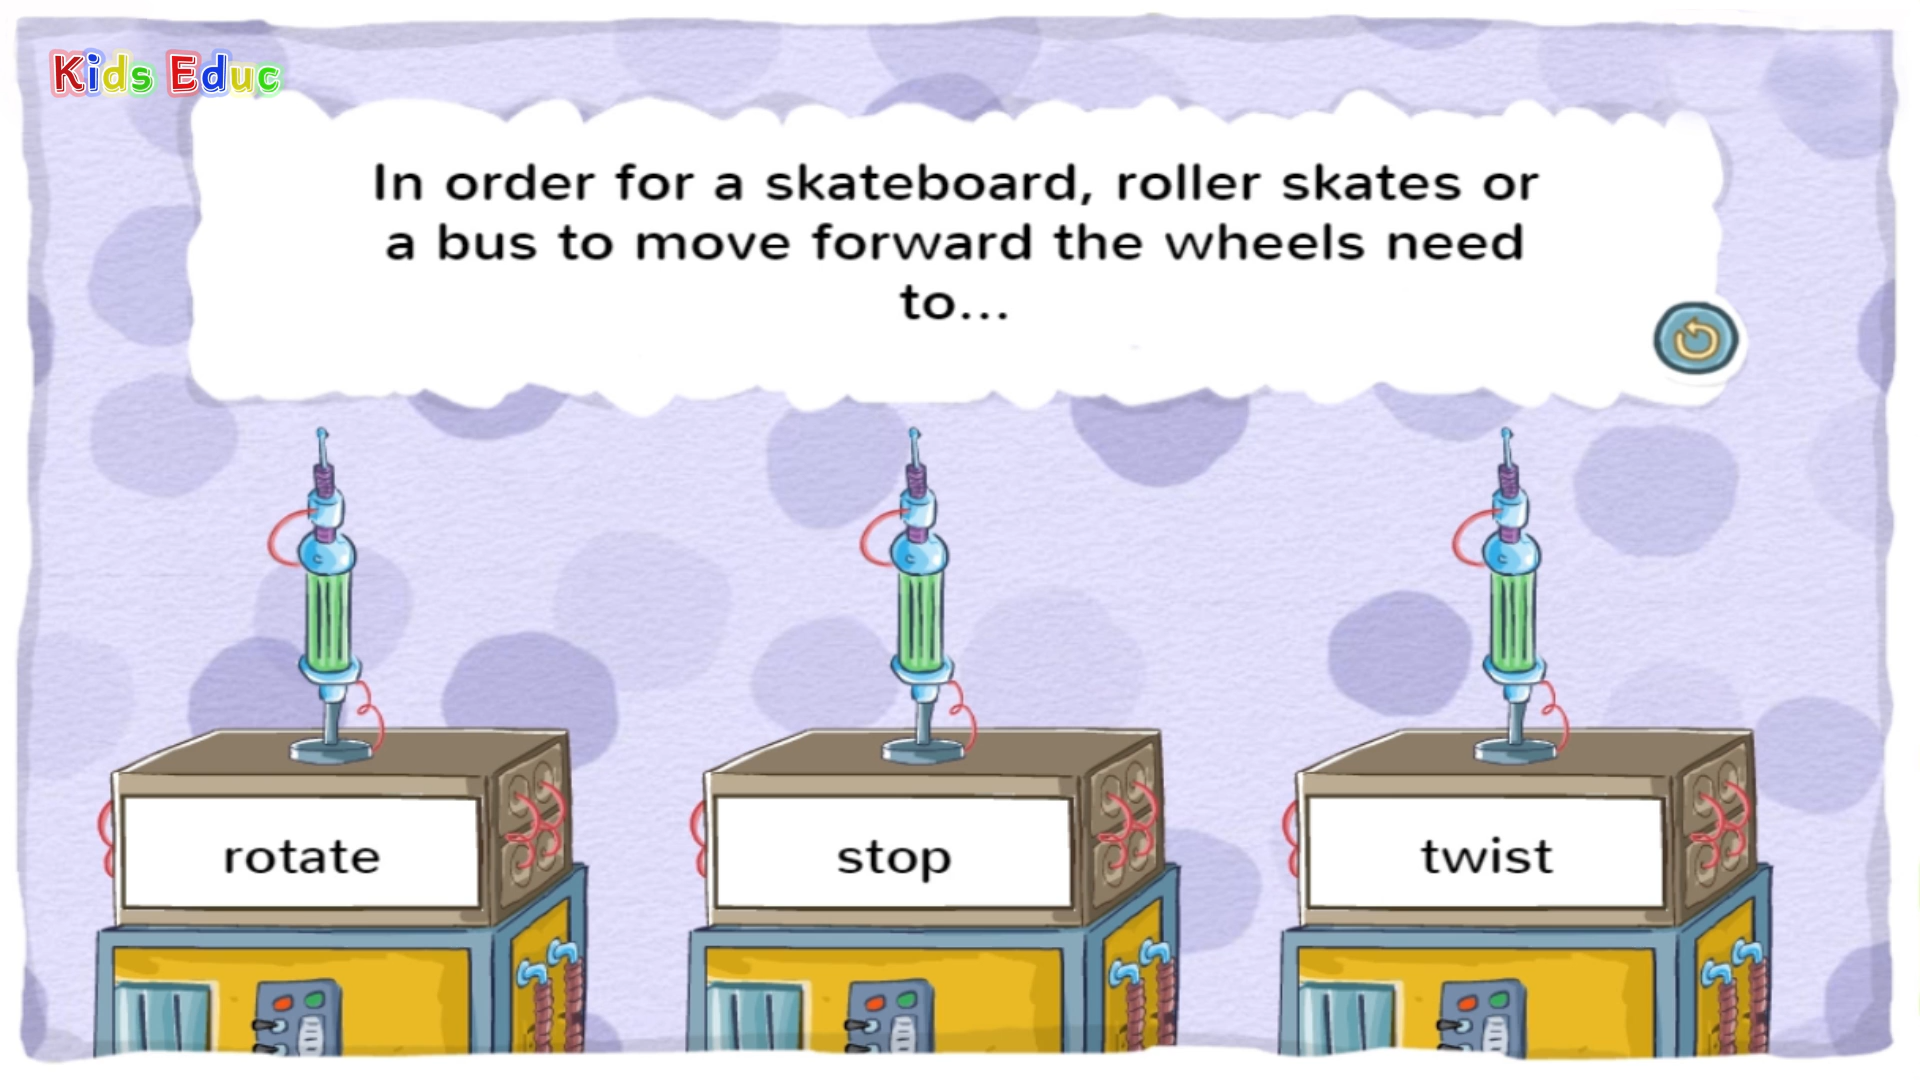 Kids Educ
In order for a skateboard, roller skates or
a bus to move forward the wheels need
to...
rotate
stop
twist